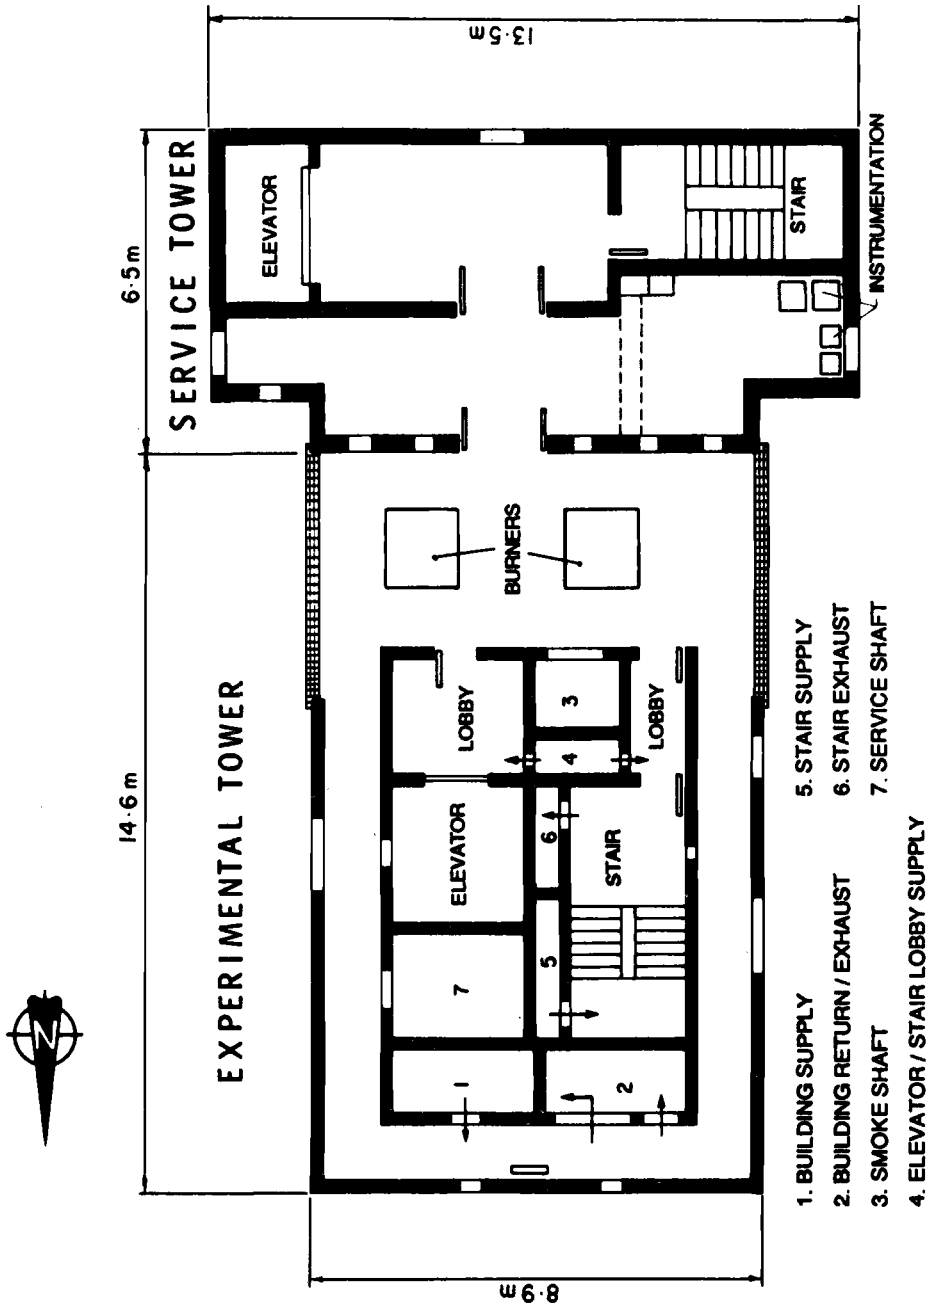 13·5m
SERVICE TOWER
6·5m
ELEVATOR
STAIR
INSTRUMENTATION
EXPERIMENTAL TOWER
14·6m
BURNERS
LOBBY
3
LOBBY
4
ELEVATOR
6
STAIR
7
5
1
2
N
8·9m
1. BUILDING SUPPLY
2. BUILDING RETURN / EXHAUST
3. SMOKE SHAFT
4. ELEVATOR / STAIR LOBBY SUPPLY
5. STAIR SUPPLY
6. STAIR EXHAUST
7. SERVICE SHAFT